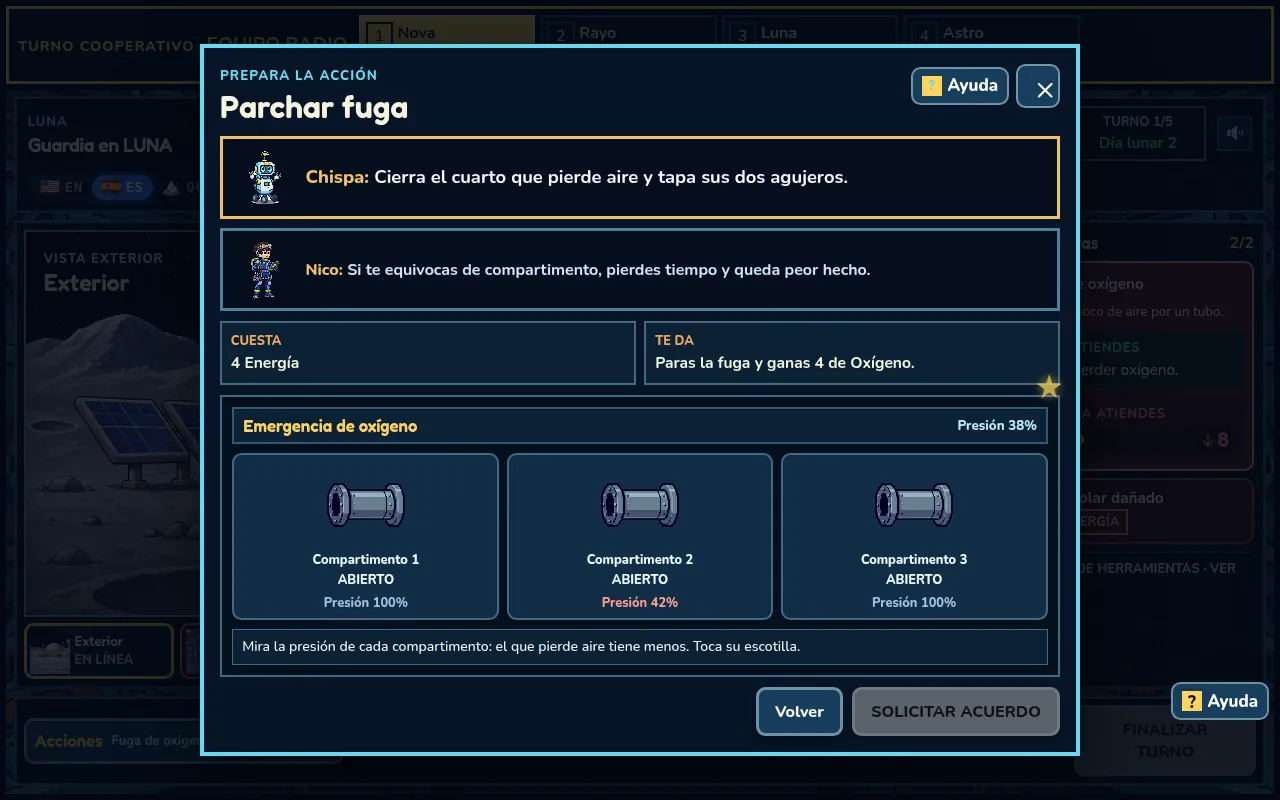 TURNO COOPERATIVO
EQUIPO RADIO
1 Nova
2 Rayo
3 Luna
4 Astro
LUNA
Guardia en LUNA
EN
ES
TURNO 1/5
Día lunar 2
VISTA EXTERIOR
Exterior
PREPARA LA ACCIÓN
Parchar fuga
? Ayuda
Chispa: Cierra el cuarto que pierde aire y tapa sus dos agujeros.
Nico: Si te equivocas de compartimento, pierdes tiempo y queda peor hecho.
CUESTA
4 Energía
TE DA
Paras la fuga y ganas 4 de Oxígeno.
Emergencia de oxígeno
Presión 38%
Compartimento 1
ABIERTO
Presión 100%
Compartimento 2
ABIERTO
Presión 42%
Compartimento 3
ABIERTO
Presión 100%
Mira la presión de cada compartimento: el que pierde aire tiene menos. Toca su escotilla.
Volver
SOLICITAR ACUERDO
2/2
oxígeno
de aire por un tubo.
oxígeno.
ATIENDES
8
dañado
DE HERRAMIENTAS · VER
Exterior
EN LÍNEA
Acciones
Fuga de
? Ayuda
FINALIZAR
TURNO